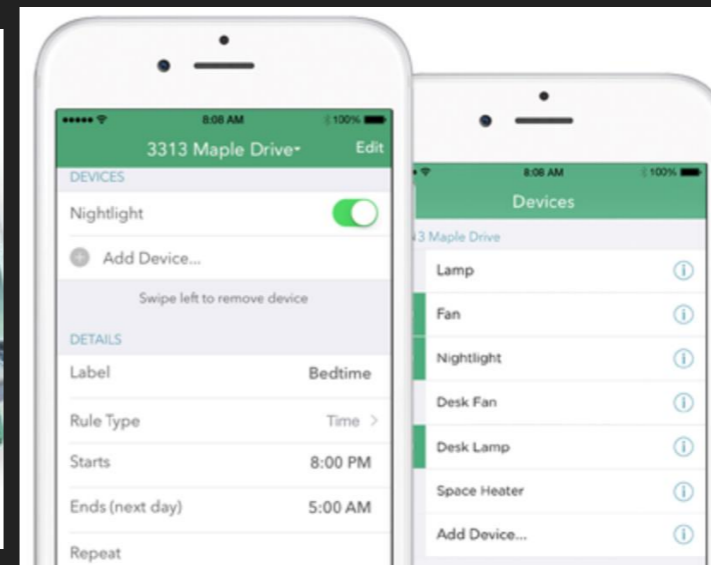 8:08 AM 100%
3313 Maple Drive Edit
DEVICES
Nightlight
Add Device...
Swipe left to remove device
DETAILS
Label Bedtime
Rule Type Time >
Starts 8:00 PM
Ends (next day) 5:00 AM
Repeat
8:08 AM 100%
Devices
13 Maple Drive
Lamp
Fan
Nightlight
Desk Fan
Desk Lamp
Space Heater
Add Device...